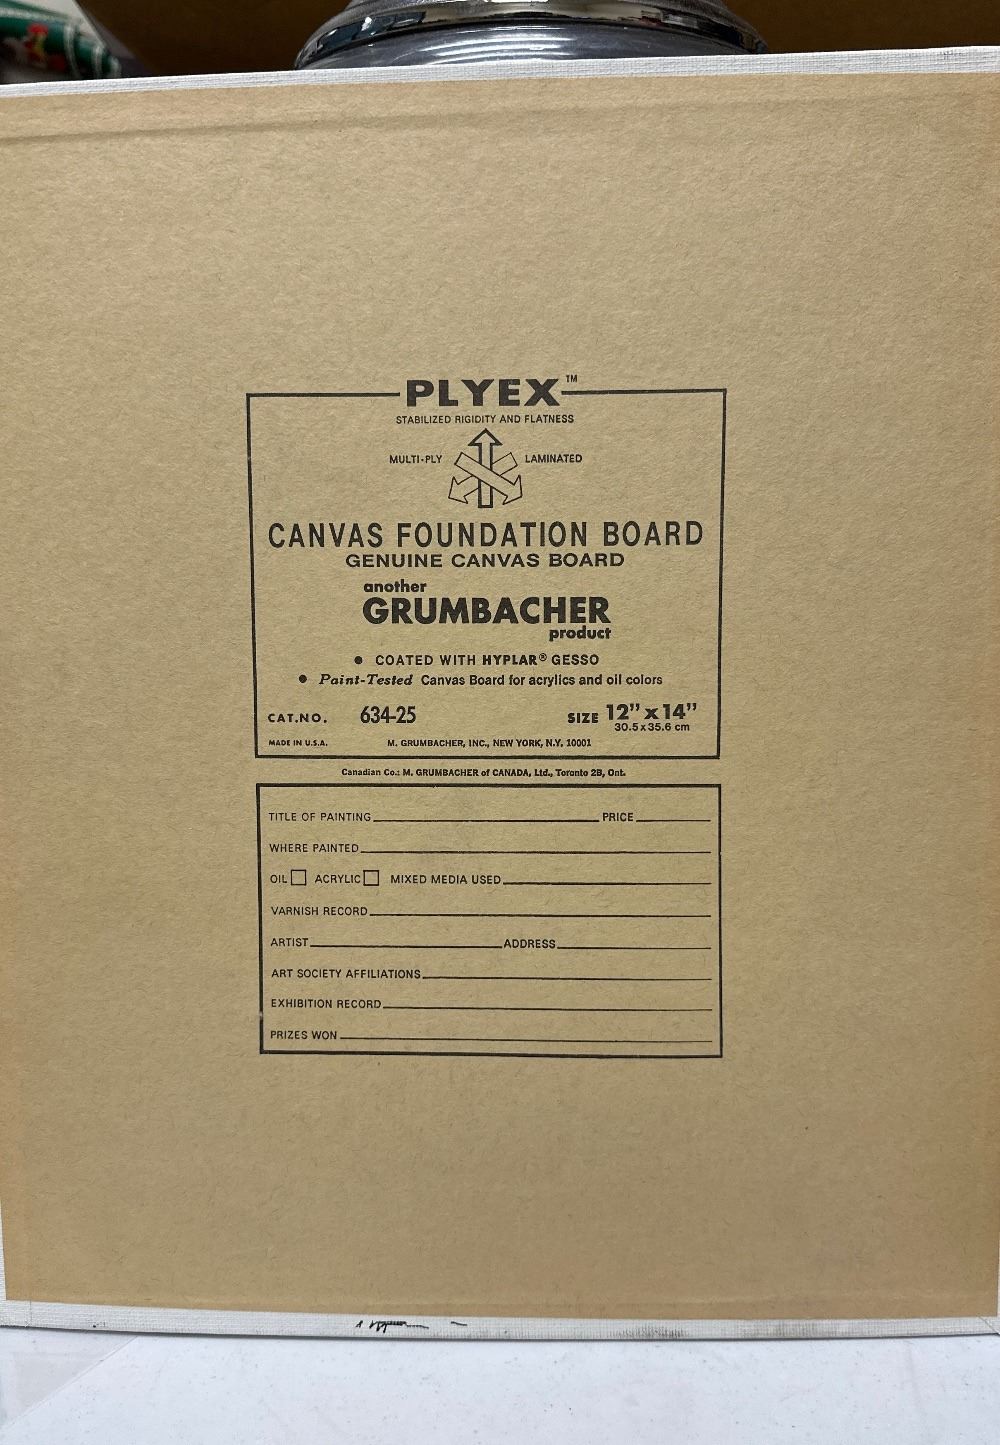 PLYEX™
STABILIZED RIGIDITY AND FLATNESS
MULTI-PLY LAMINATED
CANVAS FOUNDATION BOARD
GENUINE CANVAS BOARD
another
GRUMBACHER
product
● COATED WITH HYPLAR® GESSO
● Paint-Tested Canvas Board for acrylics and oil colors
CAT.NO. 634-25 SIZE 12" x 14"
30.5 x 35.6 cm
MADE IN U.S.A. M. GRUMBACHER, INC., NEW YORK, N.Y. 10001
Canadian Co.: M. GRUMBACHER of CANADA, Ltd., Toronto 2B, Ont.
TITLE OF PAINTING PRICE
WHERE PAINTED
OIL ACRYLIC MIXED MEDIA USED
VARNISH RECORD
ARTIST ADDRESS
ART SOCIETY AFFILIATIONS
EXHIBITION RECORD
PRIZES WON